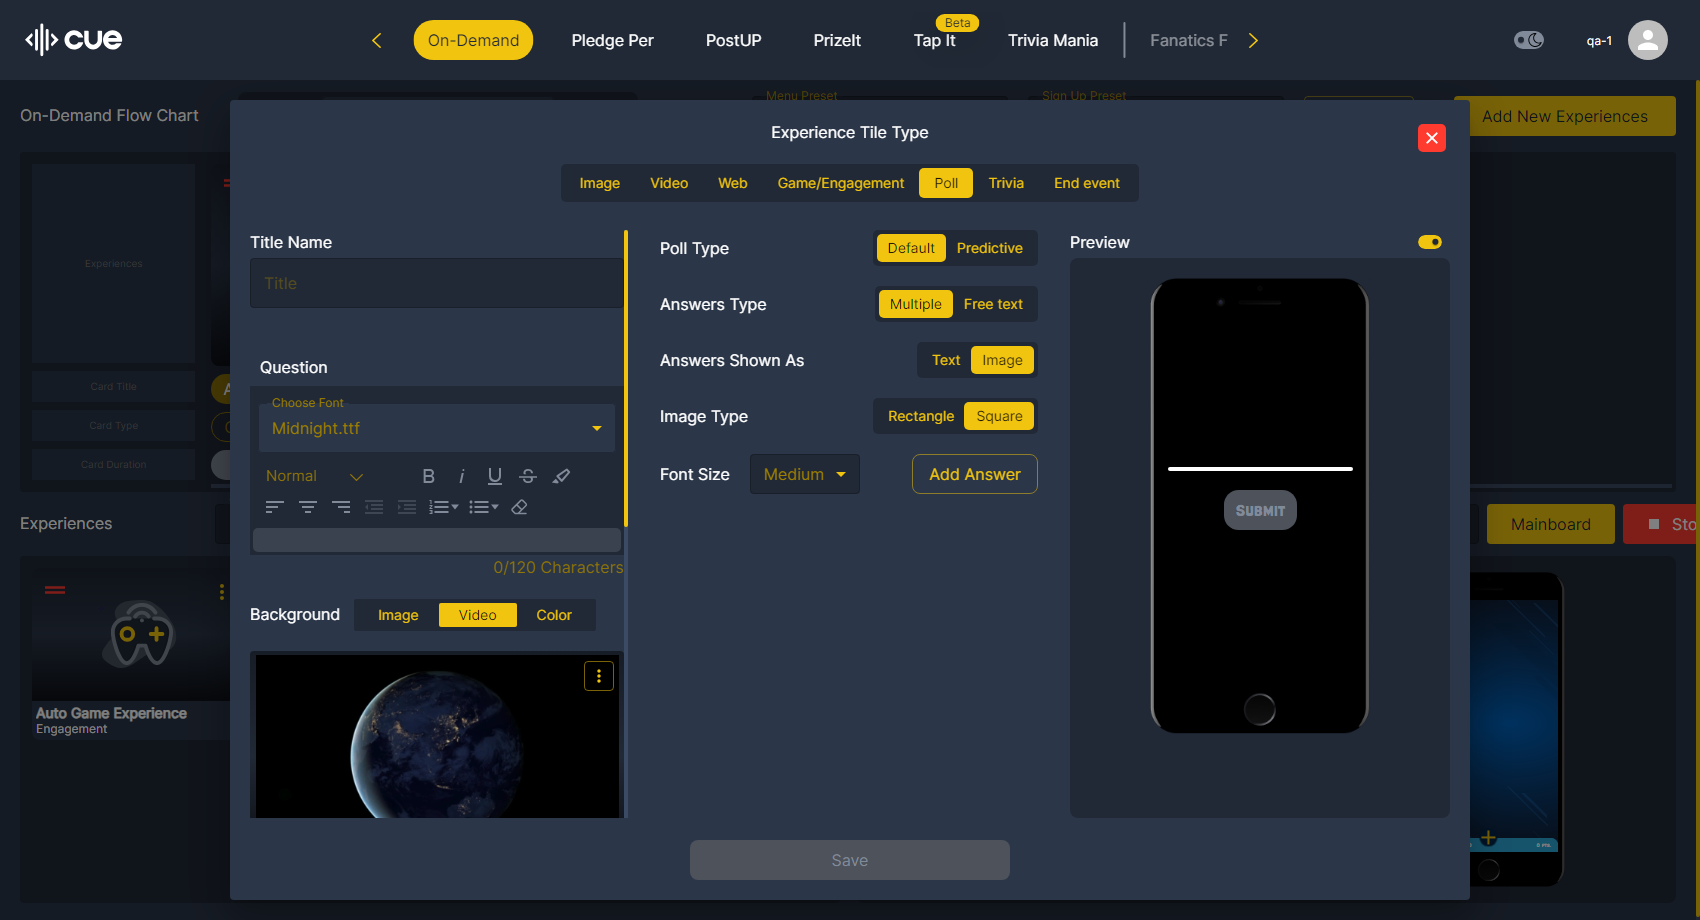 cue
On-Demand
Pledge Per
PostUP
PrizeIt
Beta
Tap It
Trivia Mania
Fanatics F
qa-1
On-Demand Flow Chart
Menu Preset
Sign Up Preset
Add New Experiences
Experience Tile Type
Image
Video
Web
Game/Engagement
Poll
Trivia
End event
Experiences
Card Title
Card Type
Card Duration
Title Name
Title
Question
Choose Font
Midnight.ttf
Normal
B
i
U
S
0/120 Characters
Background
Image
Video
Color
Poll Type
Default
Predictive
Answers Type
Multiple
Free text
Answers Shown As
Text
Image
Image Type
Rectangle
Square
Font Size
Medium
Add Answer
Preview
SUBMIT
Save
Experiences
Mainboard
Sto
Auto Game Experience
Engagement